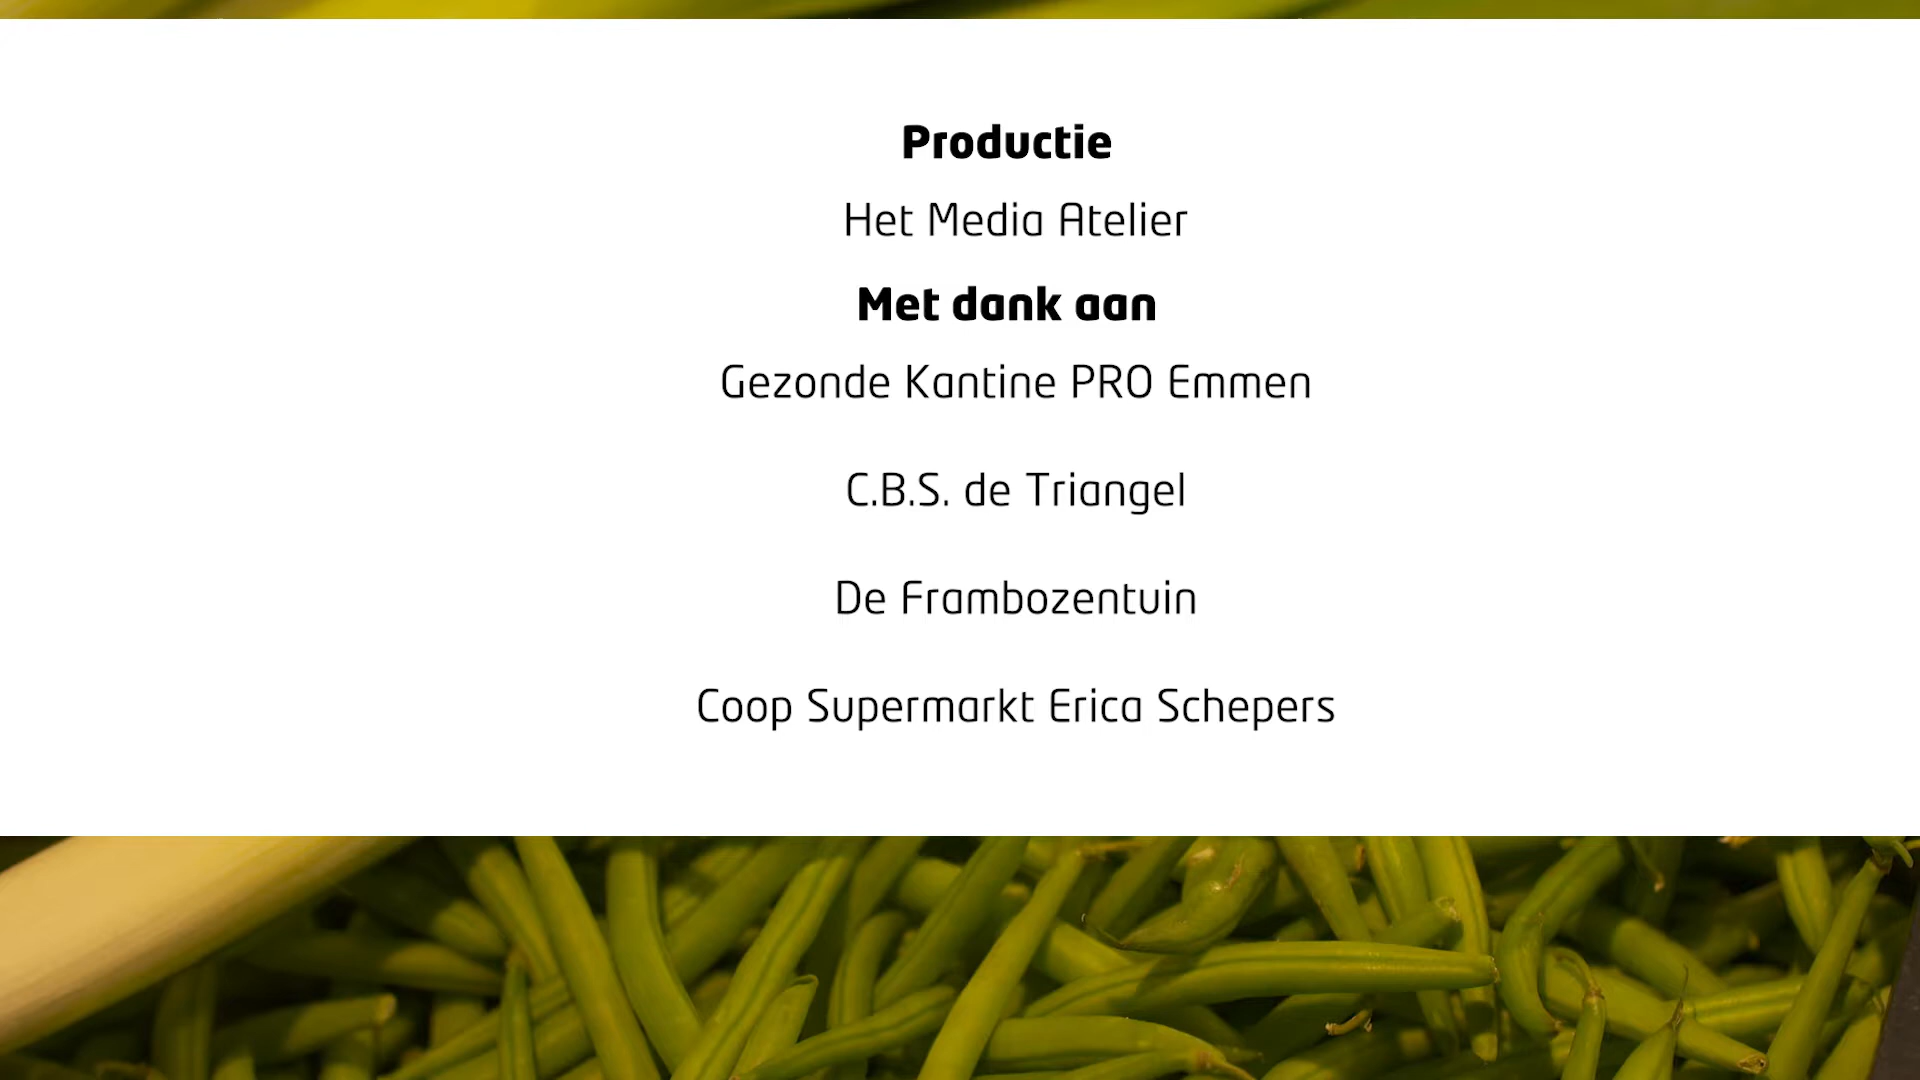 Productie
Het Media Atelier
Met dank aan
Gezonde Kantine PRO Emmen
C.B.S. de Triangel
De Frambozentuin
Coop Supermarkt Erica Schepers